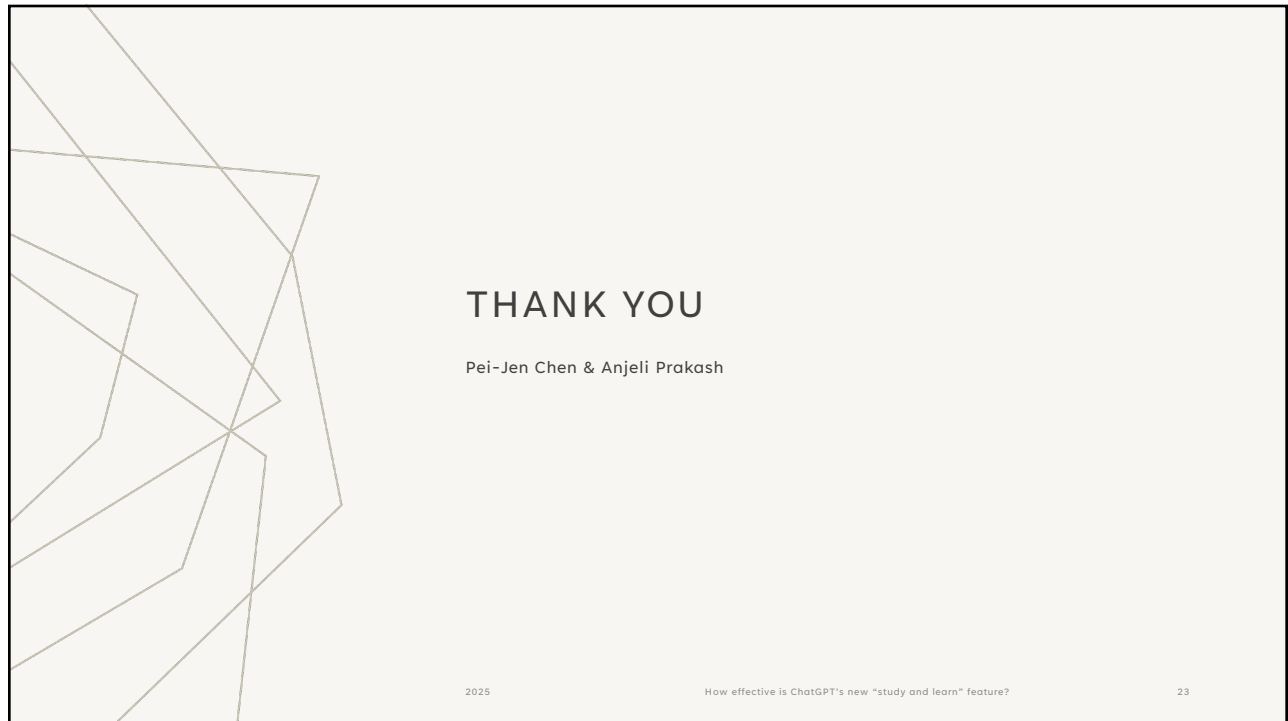 THANK YOU
Pei-Jen Chen & Anjeli Prakash
2025 How effective is ChatGPT's new “study and learn” feature? 23